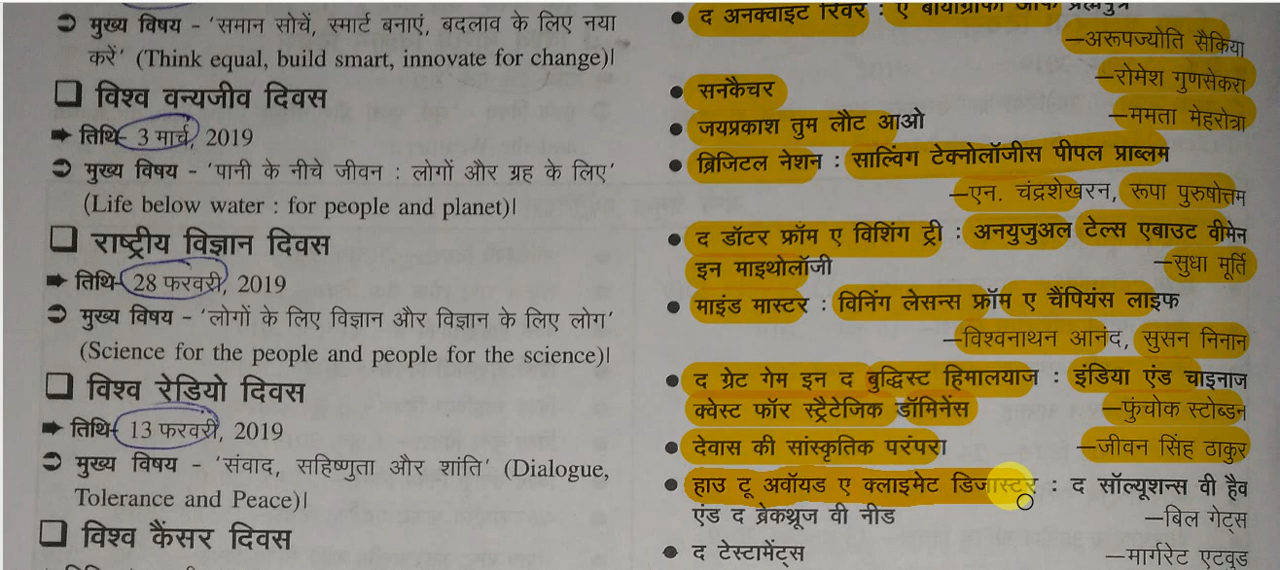 मुख्य विषय - 'समान सोचें, स्मार्ट बनाएं, बदलाव के लिए नया
करें' (Think equal, build smart, innovate for change)|
विश्व वन्यजीव दिवस
तिथि- 3 मार्च, 2019
मुख्य विषय - 'पानी के नीचे जीवन : लोगों और ग्रह के लिए'
(Life below water : for people and planet)|
राष्ट्रीय विज्ञान दिवस
तिथि- 28 फरवरी, 2019
मुख्य विषय - 'लोगों के लिए विज्ञान और विज्ञान के लिए लोग'
(Science for the people and people for the science)|
विश्व रेडियो दिवस
तिथि- 13 फरवरी, 2019
मुख्य विषय - 'संवाद, सहिष्णुता और शांति' (Dialogue,
Tolerance and Peace)|
विश्व कैंसर दिवस
• द अनक्वाइट रिवर : ए बायोग्राफी ऑफ
—अरूपज्योति सैकिया
• सनकैचर —रोमेश गुणसेकरा
• जयप्रकाश तुम लौट आओ —ममता मेहरोत्रा
• ब्रिजिटल नेशन : साल्विंग टेक्नोलॉजीस पीपल प्राब्लम
—एन. चंद्रशेखरन, रूपा पुरुषोत्तम
• द डॉटर फ्रॉम ए विशिंग ट्री : अनयुजुअल टेल्स एबाउट वीमेन
इन माइथोलॉजी —सुधा मूर्ति
• माइंड मास्टर : विनिंग लेसन्स फ्रॉम ए चैंपियंस लाइफ
—विश्वनाथन आनंद, सुसन निनान
• द ग्रेट गेम इन द बुद्धिस्ट हिमालयाज : इंडिया एंड चाइनाज
क्वेस्ट फॉर स्ट्रैटेजिक डॉमिनेंस —फुंचोक स्टोब्डन
• देवास की सांस्कृतिक परंपरा —जीवन सिंह ठाकुर
• हाउ टू अवॉयड ए क्लाइमेट डिजास्टर : द सॉल्यूशन्स वी हैव
एंड द ब्रेकथ्रूज वी नीड —बिल गेट्स
• द टेस्टामेंट्स —मार्गरेट एटवुड